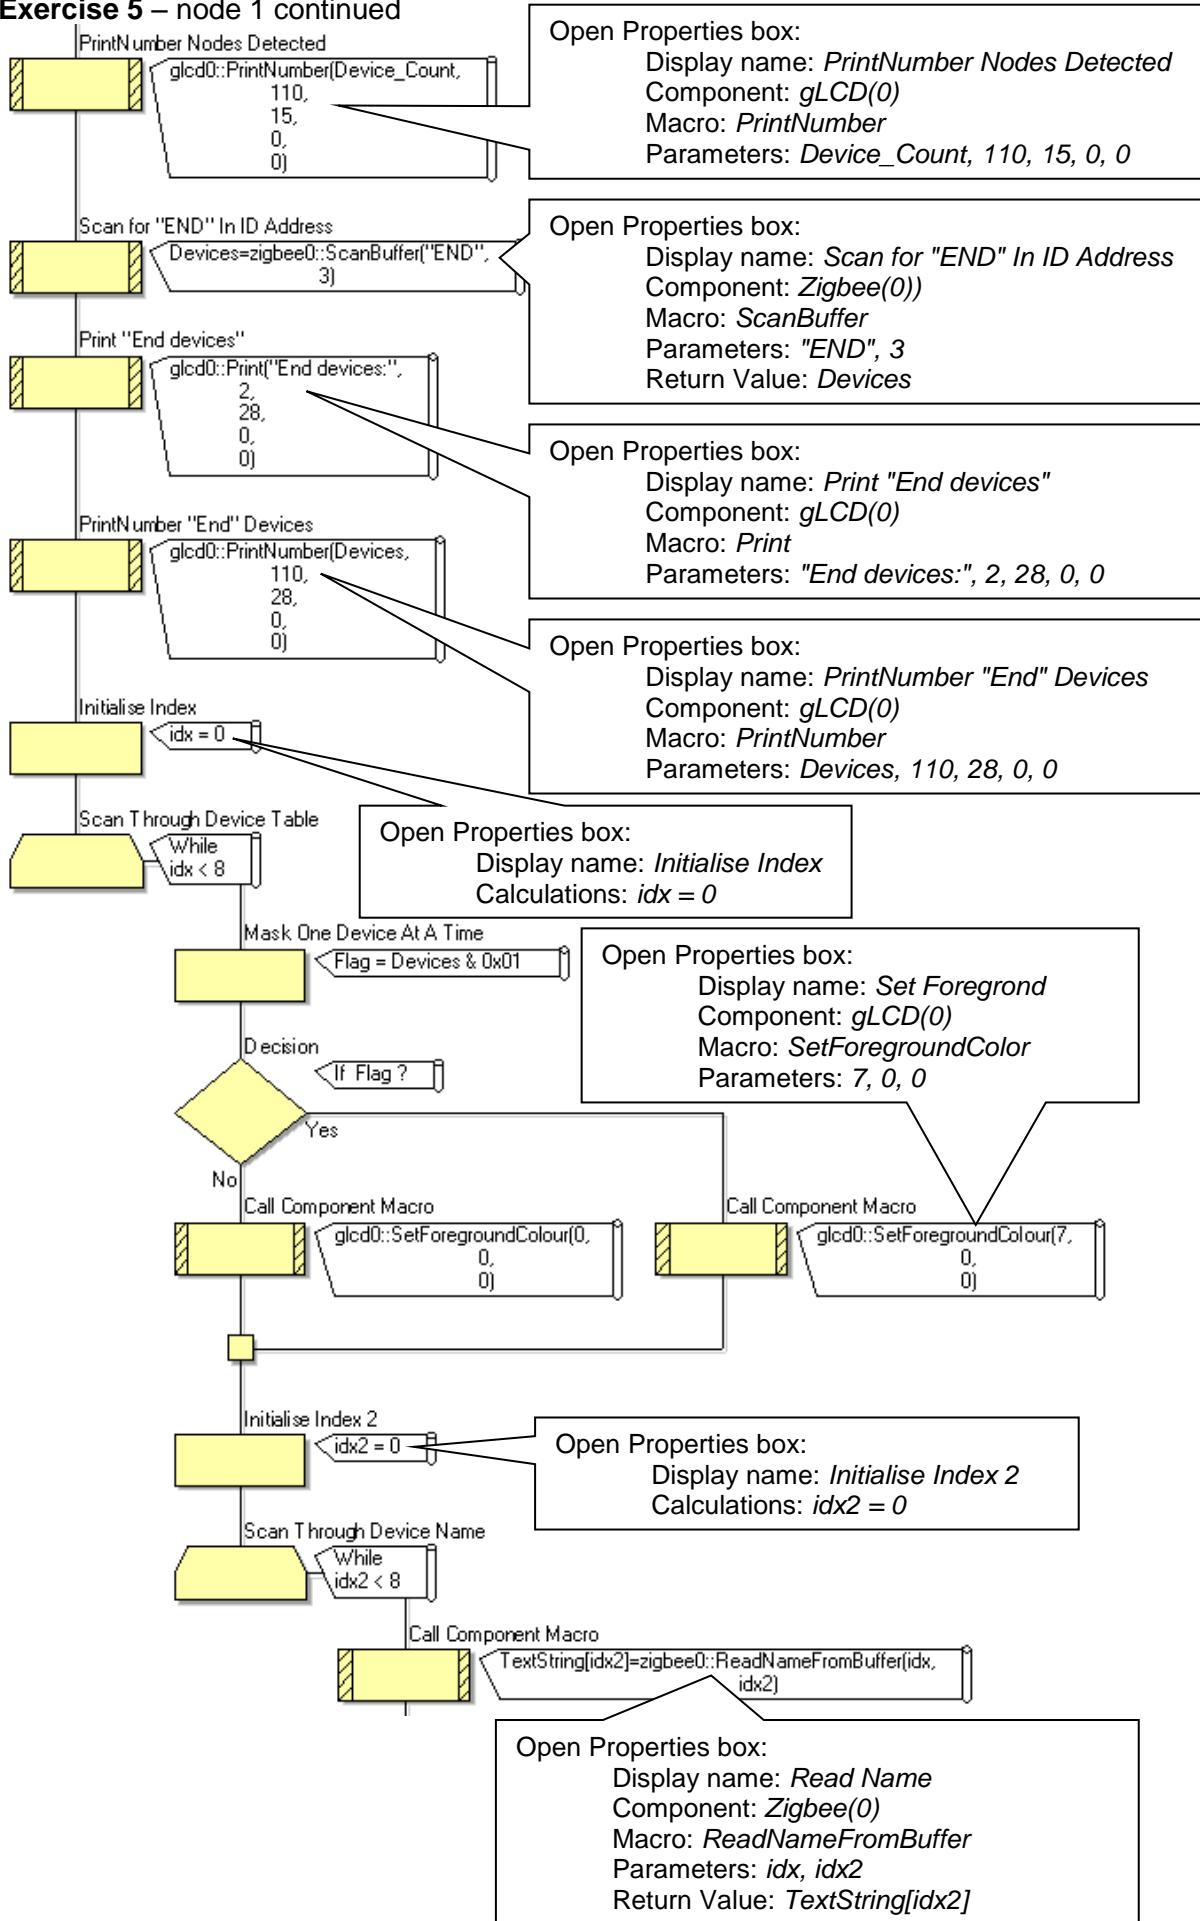 Exercise 5 – node 1 continued
PrintNumber Nodes Detected
glcd0::PrintNumber(Device_Count,
110,
15,
0,
0)
Open Properties box:
Display name: PrintNumber Nodes Detected
Component: gLCD(0)
Macro: PrintNumber
Parameters: Device_Count, 110, 15, 0, 0
Scan for "END" In ID Address
Devices=zigbee0::ScanBuffer("END",
3)
Open Properties box:
Display name: Scan for "END" In ID Address
Component: Zigbee(0))
Macro: ScanBuffer
Parameters: "END", 3
Return Value: Devices
Print "End devices"
glcd0::Print("End devices:",
2,
28,
0,
0)
Open Properties box:
Display name: Print "End devices"
Component: gLCD(0)
Macro: Print
Parameters: "End devices:", 2, 28, 0, 0
PrintNumber "End" Devices
glcd0::PrintNumber(Devices,
110,
28,
0,
0)
Open Properties box:
Display name: PrintNumber "End" Devices
Component: gLCD(0)
Macro: PrintNumber
Parameters: Devices, 110, 28, 0, 0
Initialise Index
idx = 0
Open Properties box:
Display name: Initialise Index
Calculations: idx = 0
Scan Through Device Table
While
idx < 8
Mask One Device At A Time
Flag = Devices & 0x01
Open Properties box:
Display name: Set Foregrond
Component: gLCD(0)
Macro: SetForegroundColor
Parameters: 7, 0, 0
Decision
If Flag ?
Yes
No
Call Component Macro
glcd0::SetForegroundColour(0,
0,
0)
Call Component Macro
glcd0::SetForegroundColour(7,
0,
0)
Initialise Index 2
idx2 = 0
Open Properties box:
Display name: Initialise Index 2
Calculations: idx2 = 0
Scan Through Device Name
While
idx2 < 8
Call Component Macro
TextString[idx2]=zigbee0::ReadNameFromBuffer(idx,
idx2)
Open Properties box:
Display name: Read Name
Component: Zigbee(0)
Macro: ReadNameFromBuffer
Parameters: idx, idx2
Return Value: TextString[idx2]